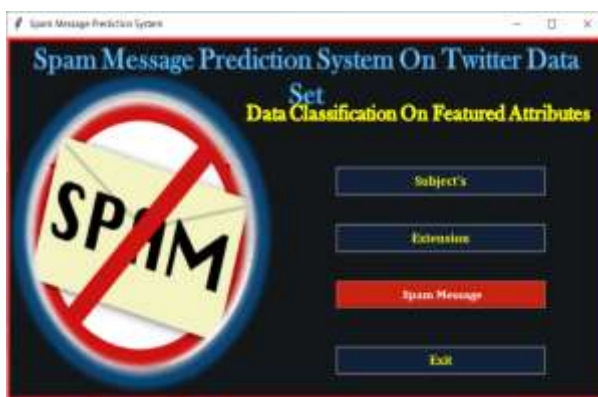 Spam Message Prediction System
Spam Message Prediction System On Twitter Data
Set
Data Classification On Featured Attributes
SPAM
Subject's
Extension
Spam Message
Exit